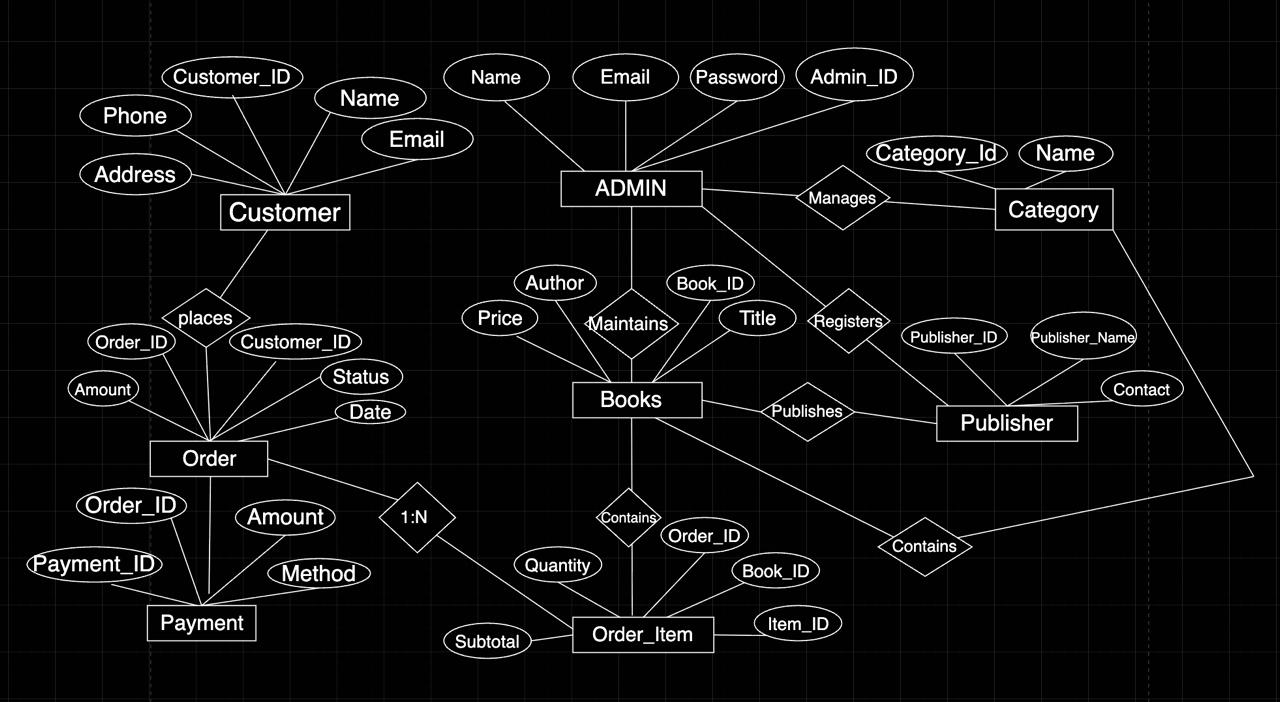 Customer_ID
Name
Phone
Email
Address
Customer
Name
Email
Password
Admin_ID
ADMIN
Manages
Category_Id
Name
Category
places
Order_ID
Customer_ID
Amount
Status
Date
Order
Author
Book_ID
Price
Title
Maintains
Registers
Books
Publishes
Publisher_ID
Publisher_Name
Contact
Publisher
Order_ID
Amount
Payment_ID
Method
Payment
1:N
Contains
Order_ID
Quantity
Book_ID
Item_ID
Subtotal
Order_Item
Contains